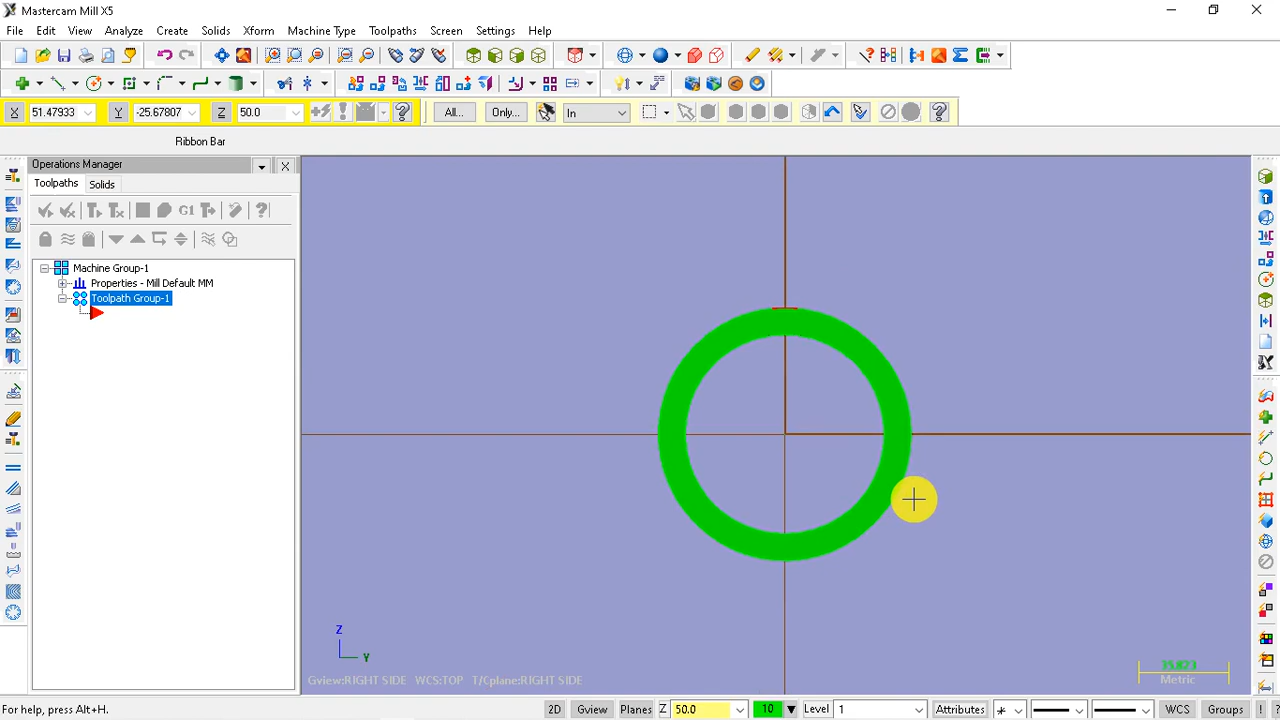 Mastercam Mill X5
File Edit View Analyze Create Solids Xform Machine Type Toolpaths Screen Settings Help
X 51.47933 Y -25.67807 Z 50.0 All... Only... In
Ribbon Bar
Operations Manager
Toolpaths Solids
G1
Machine Group-1
Properties - Mill Default MM
Toolpath Group-1
Z
Y
Gview:RIGHT SIDE WCS:TOP T/Cplane:RIGHT SIDE
35.823
Metric
For help, press Alt+H. 2D Gview Planes Z 50.0 10 Level 1 Attributes WCS Groups ! ?